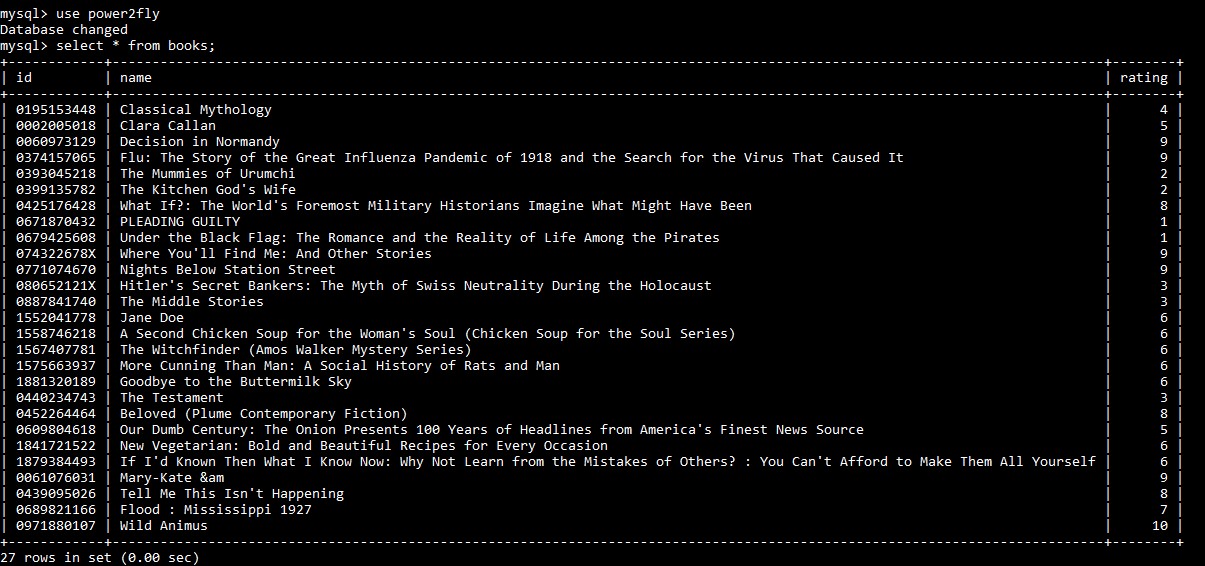 mysql> use power2fly
Database changed
mysql> select * from books;
+------------+----------------------------------------------------------------------------------------------------------------------------+--------+
| id         | name                                                                                                                       | rating |
+------------+----------------------------------------------------------------------------------------------------------------------------+--------+
| 0195153448 | Classical Mythology                                                                                                        |      4 |
| 0002005018 | Clara Callan                                                                                                               |      5 |
| 0060973129 | Decision in Normandy                                                                                                       |      9 |
| 0374157065 | Flu: The Story of the Great Influenza Pandemic of 1918 and the Search for the Virus That Caused It                         |      9 |
| 0393045218 | The Mummies of Urumchi                                                                                                     |      2 |
| 0399135782 | The Kitchen God's Wife                                                                                                     |      2 |
| 0425176428 | What If?: The World's Foremost Military Historians Imagine What Might Have Been                                            |      8 |
| 0671870432 | PLEADING GUILTY                                                                                                            |      1 |
| 0679425608 | Under the Black Flag: The Romance and the Reality of Life Among the Pirates                                                |      1 |
| 074322678X | Where You'll Find Me: And Other Stories                                                                                    |      9 |
| 0771074670 | Nights Below Station Street                                                                                                |      9 |
| 080652121X | Hitler's Secret Bankers: The Myth of Swiss Neutrality During the Holocaust                                                 |      3 |
| 0887841740 | The Middle Stories                                                                                                         |      3 |
| 1552041778 | Jane Doe                                                                                                                   |      6 |
| 1558746218 | A Second Chicken Soup for the Woman's Soul (Chicken Soup for the Soul Series)                                              |      6 |
| 1567407781 | The Witchfinder (Amos Walker Mystery Series)                                                                               |      6 |
| 1575663937 | More Cunning Than Man: A Social History of Rats and Man                                                                    |      6 |
| 1881320189 | Goodbye to the Buttermilk Sky                                                                                              |      6 |
| 0440234743 | The Testament                                                                                                              |      3 |
| 0452264464 | Beloved (Plume Contemporary Fiction)                                                                                       |      8 |
| 0609804618 | Our Dumb Century: The Onion Presents 100 Years of Headlines from America's Finest News Source                              |      5 |
| 1841721522 | New Vegetarian: Bold and Beautiful Recipes for Every Occasion                                                              |      6 |
| 1879384493 | If I'd Known Then What I Know Now: Why Not Learn from the Mistakes of Others? : You Can't Afford to Make Them All Yourself |      6 |
| 0061076031 | Mary-Kate &am                                                                                                              |      9 |
| 0439095026 | Tell Me This Isn't Happening                                                                                               |      8 |
| 0689821166 | Flood : Mississippi 1927                                                                                                   |      7 |
| 0971880107 | Wild Animus                                                                                                                |     10 |
+------------+----------------------------------------------------------------------------------------------------------------------------+--------+
27 rows in set (0.00 sec)